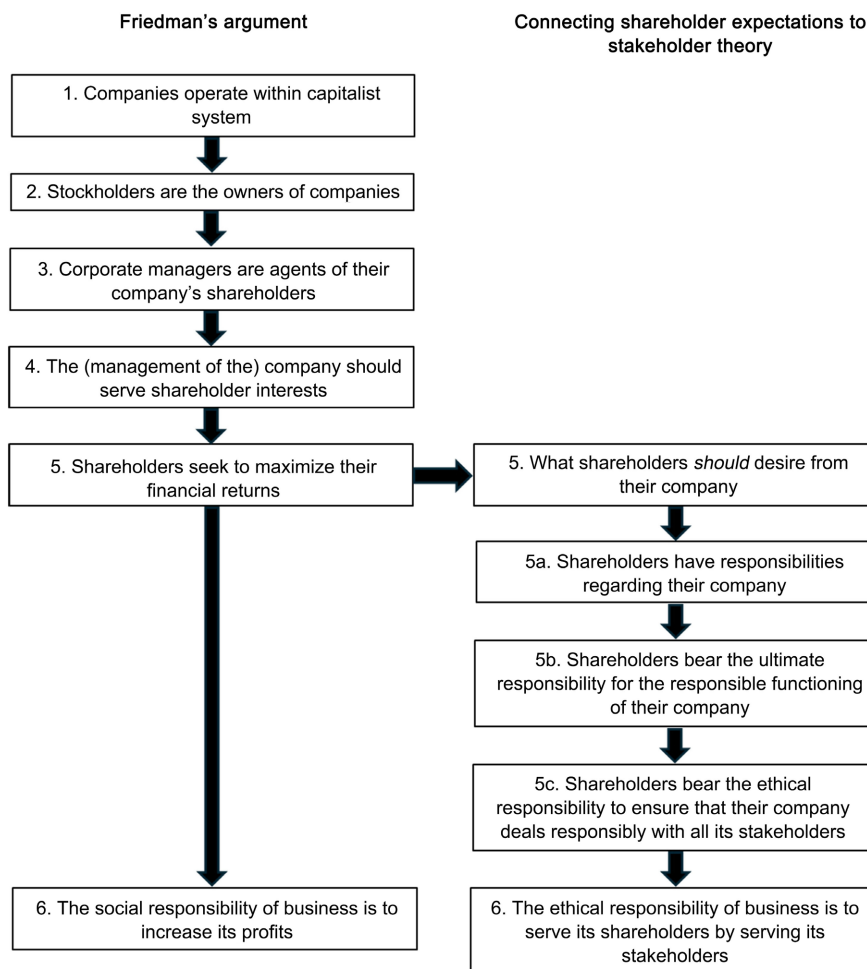 Friedman's argument
Connecting shareholder expectations to
stakeholder theory
1. Companies operate within capitalist
system
2. Stockholders are the owners of companies
3. Corporate managers are agents of their
company's shareholders
4. The (management of the) company should
serve shareholder interests
5. Shareholders seek to maximize their
financial returns
5. What shareholders should desire from
their company
5a. Shareholders have responsibilities
regarding their company
5b. Shareholders bear the ultimate
responsibility for the responsible functioning
of their company
5c. Shareholders bear the ethical
responsibility to ensure that their company
deals responsibly with all its stakeholders
6. The social responsibility of business is to
increase its profits
6. The ethical responsibility of business is to
serve its shareholders by serving its
stakeholders